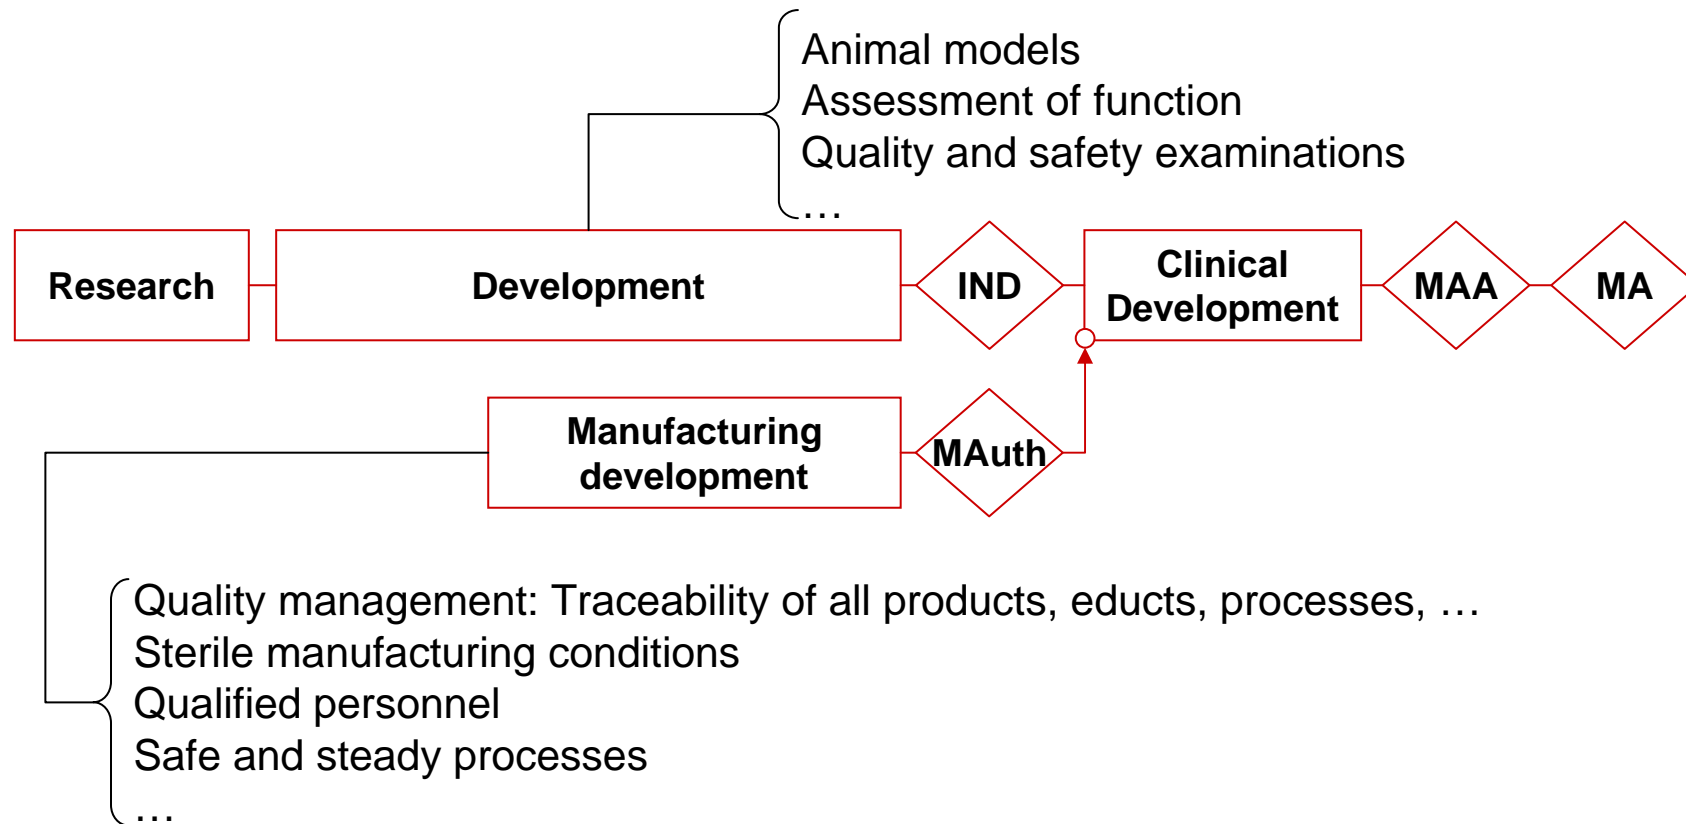 Animal models
Assessment of function
Quality and safety examinations
…
Research
Development
IND
Clinical
Development
MAA
MA
Manufacturing
development
MAuth
Quality management: Traceability of all products, educts, processes, …
Sterile manufacturing conditions
Qualified personnel
Safe and steady processes
…